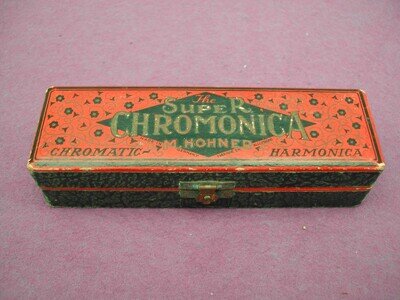 The
SUPER
CHROMONICA
M. HOHNER
CHROMATIC~ HARMONICA